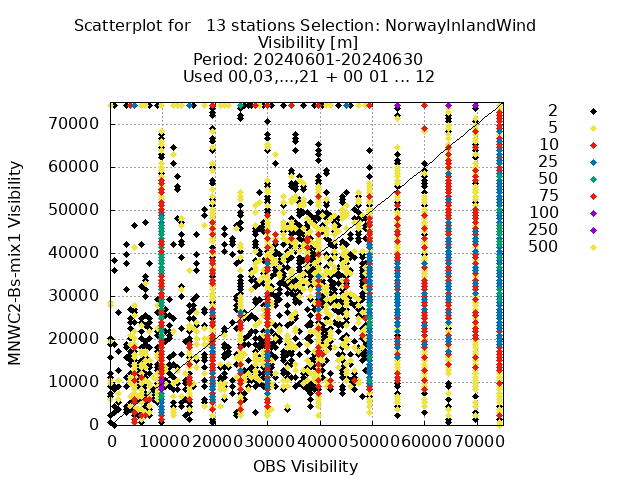 Scatterplot for 13 stations Selection: NorwayInlandWind
Visibility [m]
Period: 20240601-20240630
Used 00,03,...,21 + 00 01 ... 12
MNWC2-Bs-mix1 Visibility
70000
60000
50000
40000
30000
20000
10000
0
0 10000 20000 30000 40000 50000 60000 70000
OBS Visibility
2
5
10
25
50
75
100
250
500